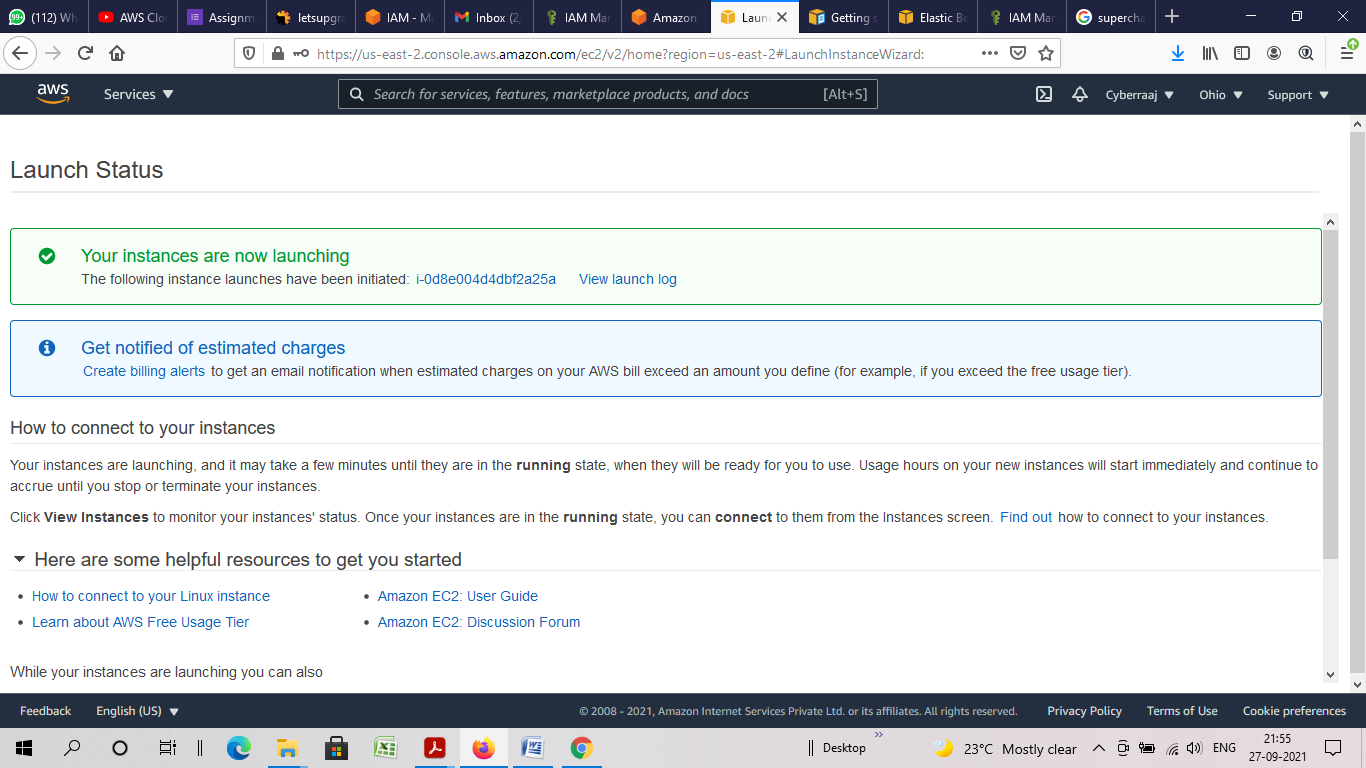 (112) Wh
AWS Clo
Assignm
letsupgra
IAM - Ma
Inbox (2,
IAM Man
Amazon
Laun
Getting s
Elastic Be
IAM Man
supercha
https://us-east-2.console.aws.amazon.com/ec2/v2/home?region=us-east-2#LaunchInstanceWizard:
aws Services Search for services, features, marketplace products, and docs [Alt+S] Cyberraaj Ohio Support
Launch Status
Your instances are now launching
The following instance launches have been initiated: i-0d8e004d4dbf2a25a View launch log
Get notified of estimated charges
Create billing alerts to get an email notification when estimated charges on your AWS bill exceed an amount you define (for example, if you exceed the free usage tier).
How to connect to your instances
Your instances are launching, and it may take a few minutes until they are in the running state, when they will be ready for you to use. Usage hours on your new instances will start immediately and continue to
accrue until you stop or terminate your instances.
Click View Instances to monitor your instances' status. Once your instances are in the running state, you can connect to them from the Instances screen. Find out how to connect to your instances.
Here are some helpful resources to get you started
• How to connect to your Linux instance
• Amazon EC2: User Guide
• Learn about AWS Free Usage Tier
• Amazon EC2: Discussion Forum
While your instances are launching you can also
Feedback English (US) © 2008 - 2021, Amazon Internet Services Private Ltd. or its affiliates. All rights reserved. Privacy Policy Terms of Use Cookie preferences
Desktop 23°C Mostly clear ENG 21:55
27-09-2021